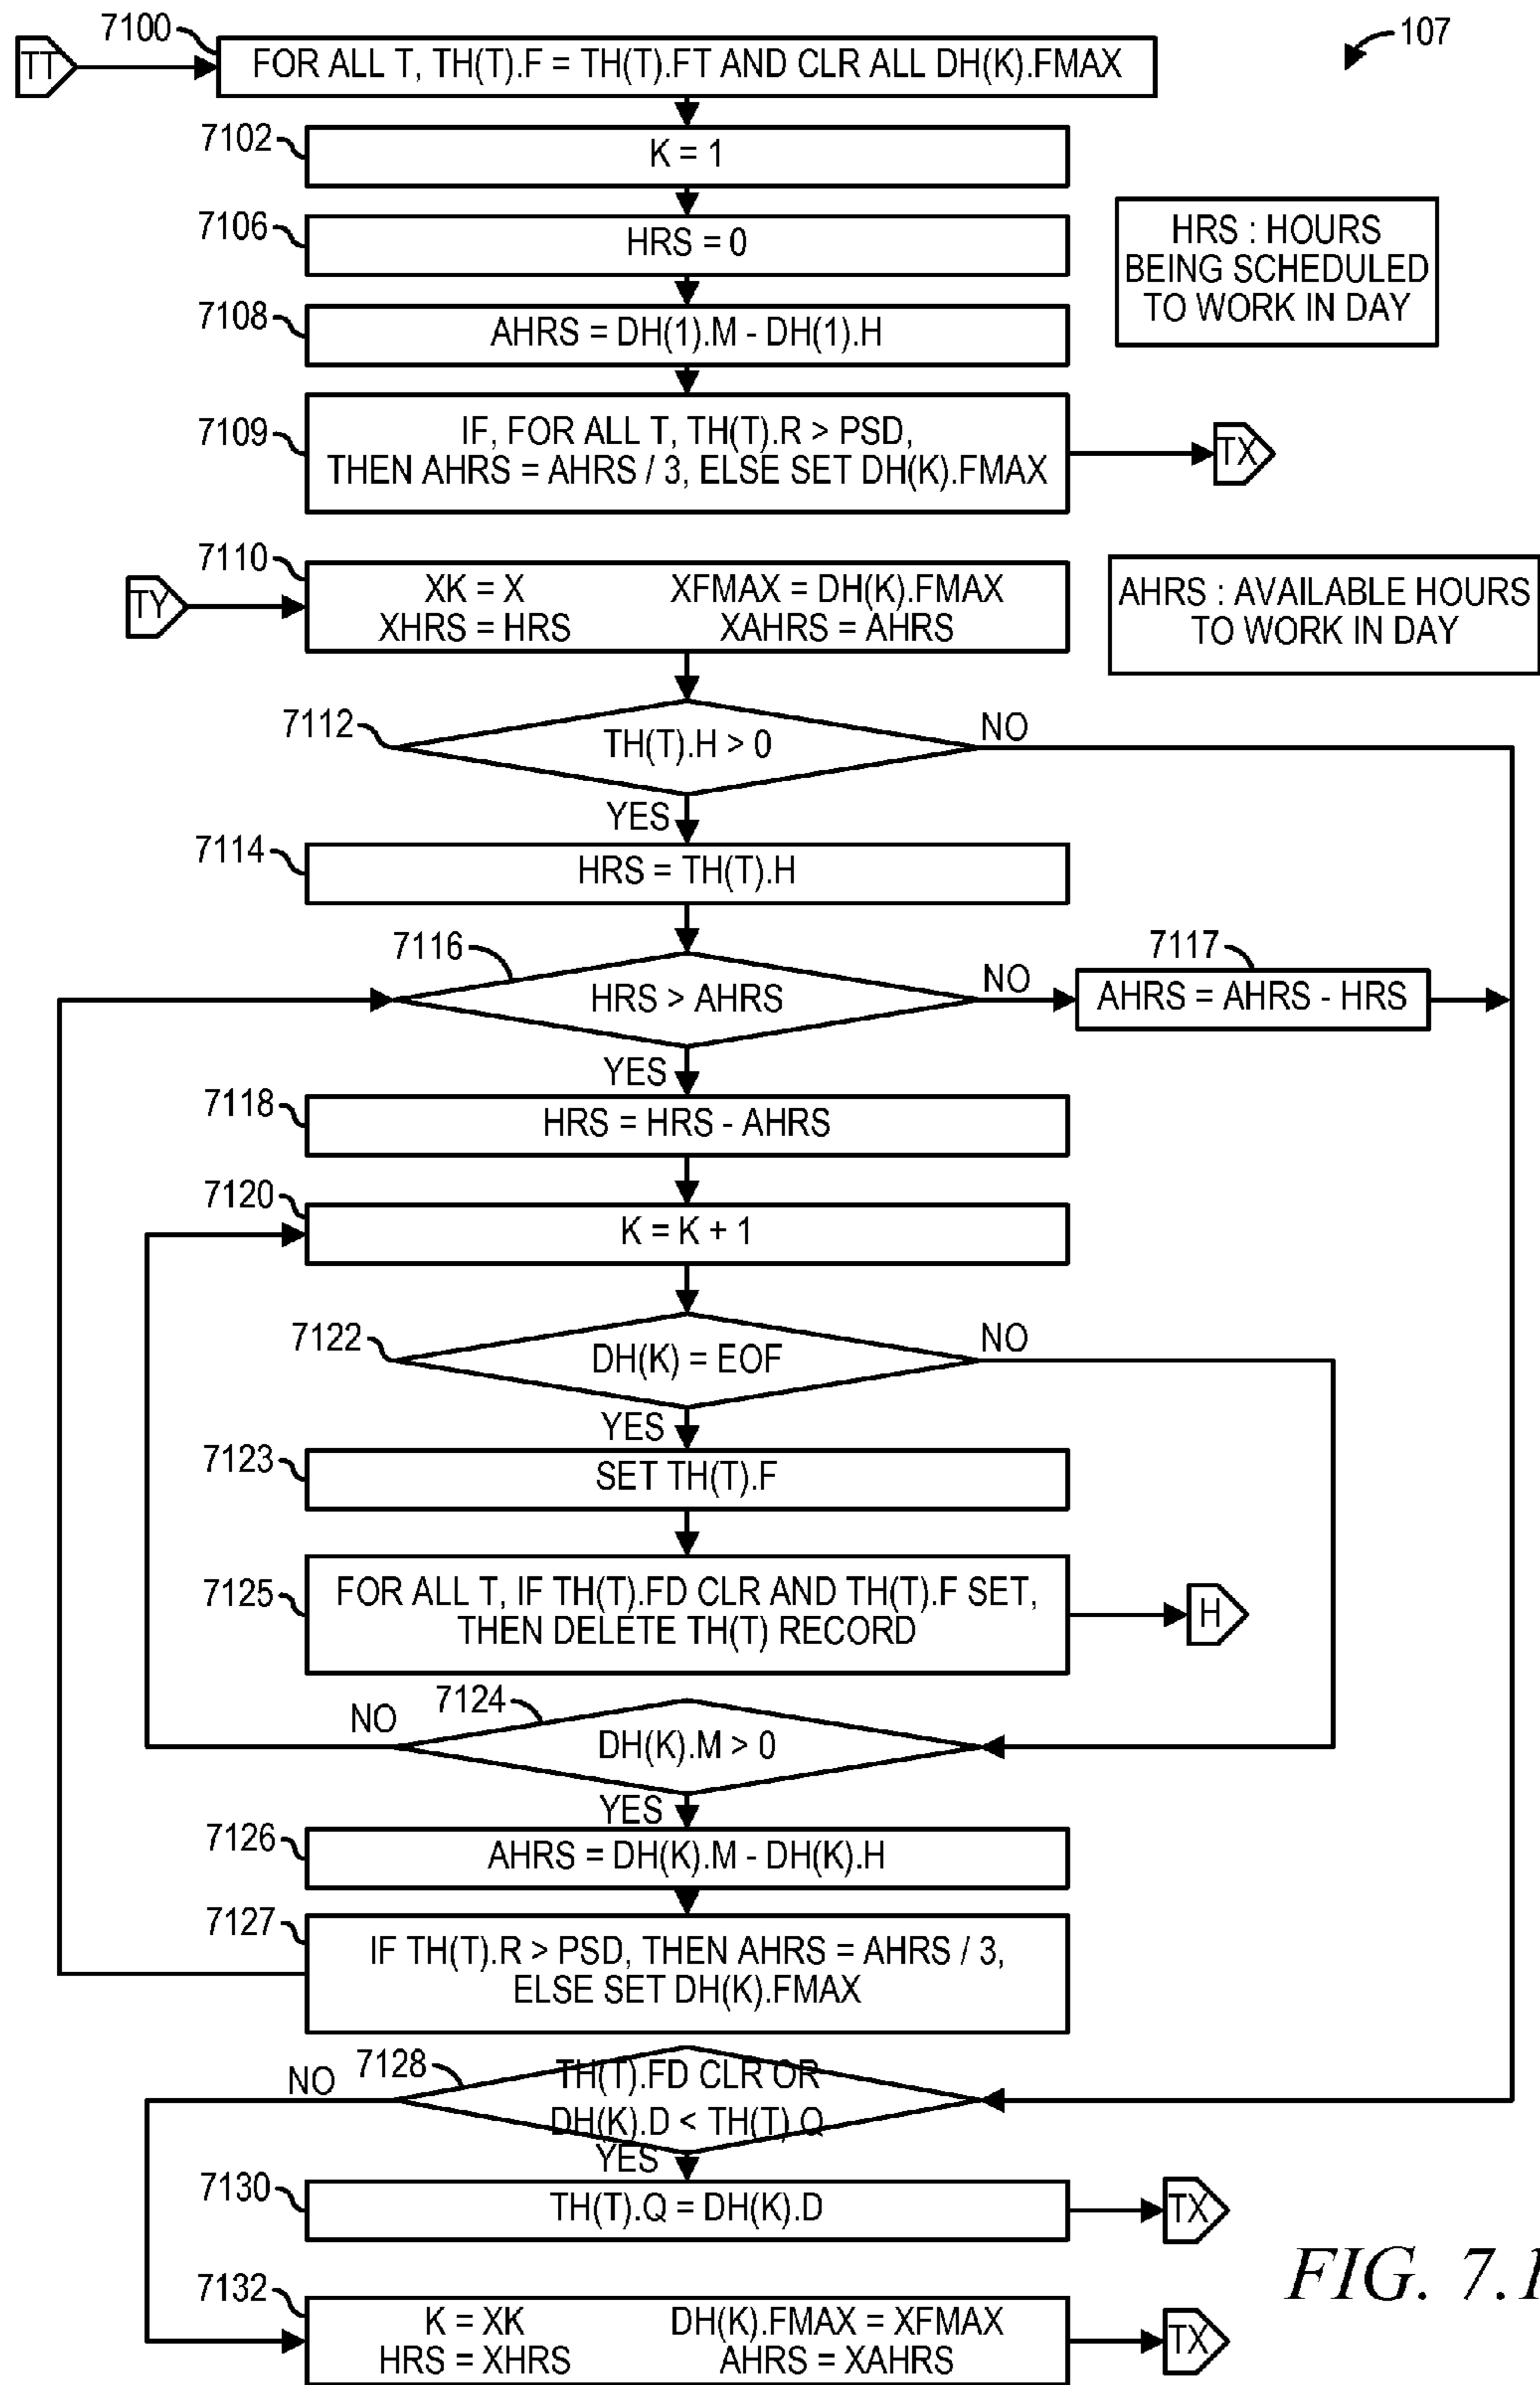 7100
107
TT
FOR ALL T, TH(T).F = TH(T).FT AND CLR ALL DH(K).FMAX
7102
K = 1
7106
HRS = 0
HRS : HOURS
BEING SCHEDULED
TO WORK IN DAY
7108
AHRS = DH(1).M - DH(1).H
7109
IF, FOR ALL T, TH(T).R > PSD,
THEN AHRS = AHRS / 3, ELSE SET DH(K).FMAX
TX
7110
TY
XK = X XFMAX = DH(K).FMAX
XHRS = HRS XAHRS = AHRS
AHRS : AVAILABLE HOURS
TO WORK IN DAY
7112
TH(T).H > 0
NO
YES
7114
HRS = TH(T).H
7116
HRS > AHRS
NO
7117
AHRS = AHRS - HRS
YES
7118
HRS = HRS - AHRS
7120
K = K + 1
7122
DH(K) = EOF
NO
YES
7123
SET TH(T).F
7125
FOR ALL T, IF TH(T).FD CLR AND TH(T).F SET,
THEN DELETE TH(T) RECORD
H
7124
NO
DH(K).M > 0
YES
7126
AHRS = DH(K).M - DH(K).H
7127
IF TH(T).R > PSD, THEN AHRS = AHRS / 3,
ELSE SET DH(K).FMAX
7128
NO
TH(T).FD CLR OR
DH(K).D < TH(T).Q
YES
7130
TH(T).Q = DH(K).D
TX
7132
K = XK DH(K).FMAX = XFMAX
HRS = XHRS AHRS = XAHRS
TX
FIG. 7.1